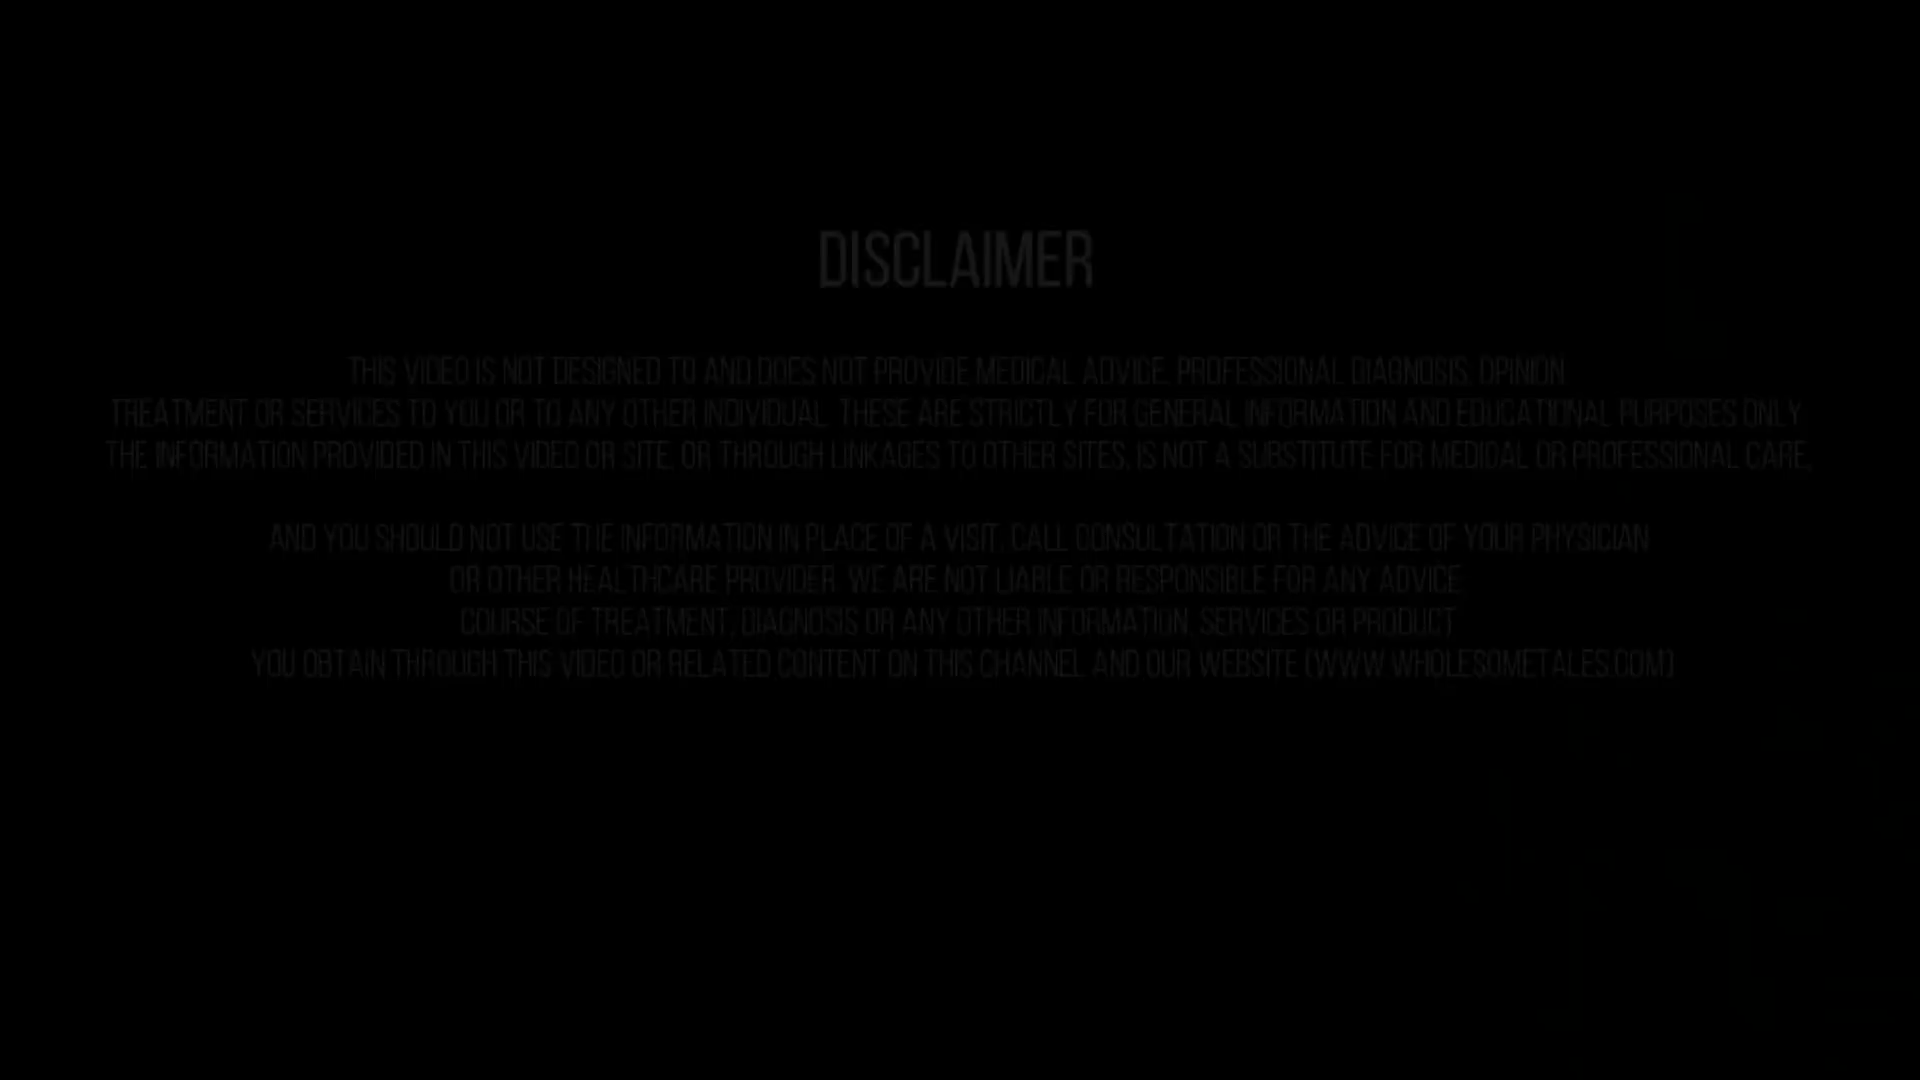 DISCLAIMER
THIS VIDEO IS NOT DESIGNED TO AND DOES NOT PROVIDE MEDICAL ADVICE, PROFESSIONAL DIAGNOSIS, OPINION,
TREATMENT OR SERVICES TO YOU OR TO ANY OTHER INDIVIDUAL. THESE ARE STRICTLY FOR GENERAL INFORMATION AND EDUCATIONAL PURPOSES ONLY.
THE INFORMATION PROVIDED IN THIS VIDEO OR SITE, OR THROUGH LINKAGES TO OTHER SITES, IS NOT A SUBSTITUTE FOR MEDICAL OR PROFESSIONAL CARE,
AND YOU SHOULD NOT USE THE INFORMATION IN PLACE OF A VISIT, CALL CONSULTATION OR THE ADVICE OF YOUR PHYSICIAN
OR OTHER HEALTHCARE PROVIDER. WE ARE NOT LIABLE OR RESPONSIBLE FOR ANY ADVICE
COURSE OF TREATMENT, DIAGNOSIS OR ANY OTHER INFORMATION, SERVICES OR PRODUCT
YOU OBTAIN THROUGH THIS VIDEO OR RELATED CONTENT ON THIS CHANNEL AND OUR WEBSITE (WWW.WHOLESOMETALES.COM)